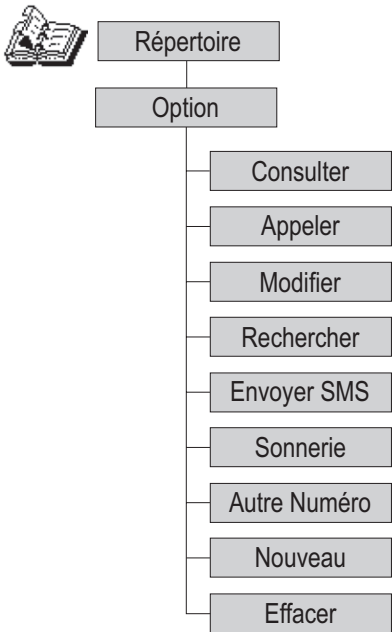 Répertoire
Option
Consulter
Appeler
Modifier
Rechercher
Envoyer SMS
Sonnerie
Autre Numéro
Nouveau
Effacer